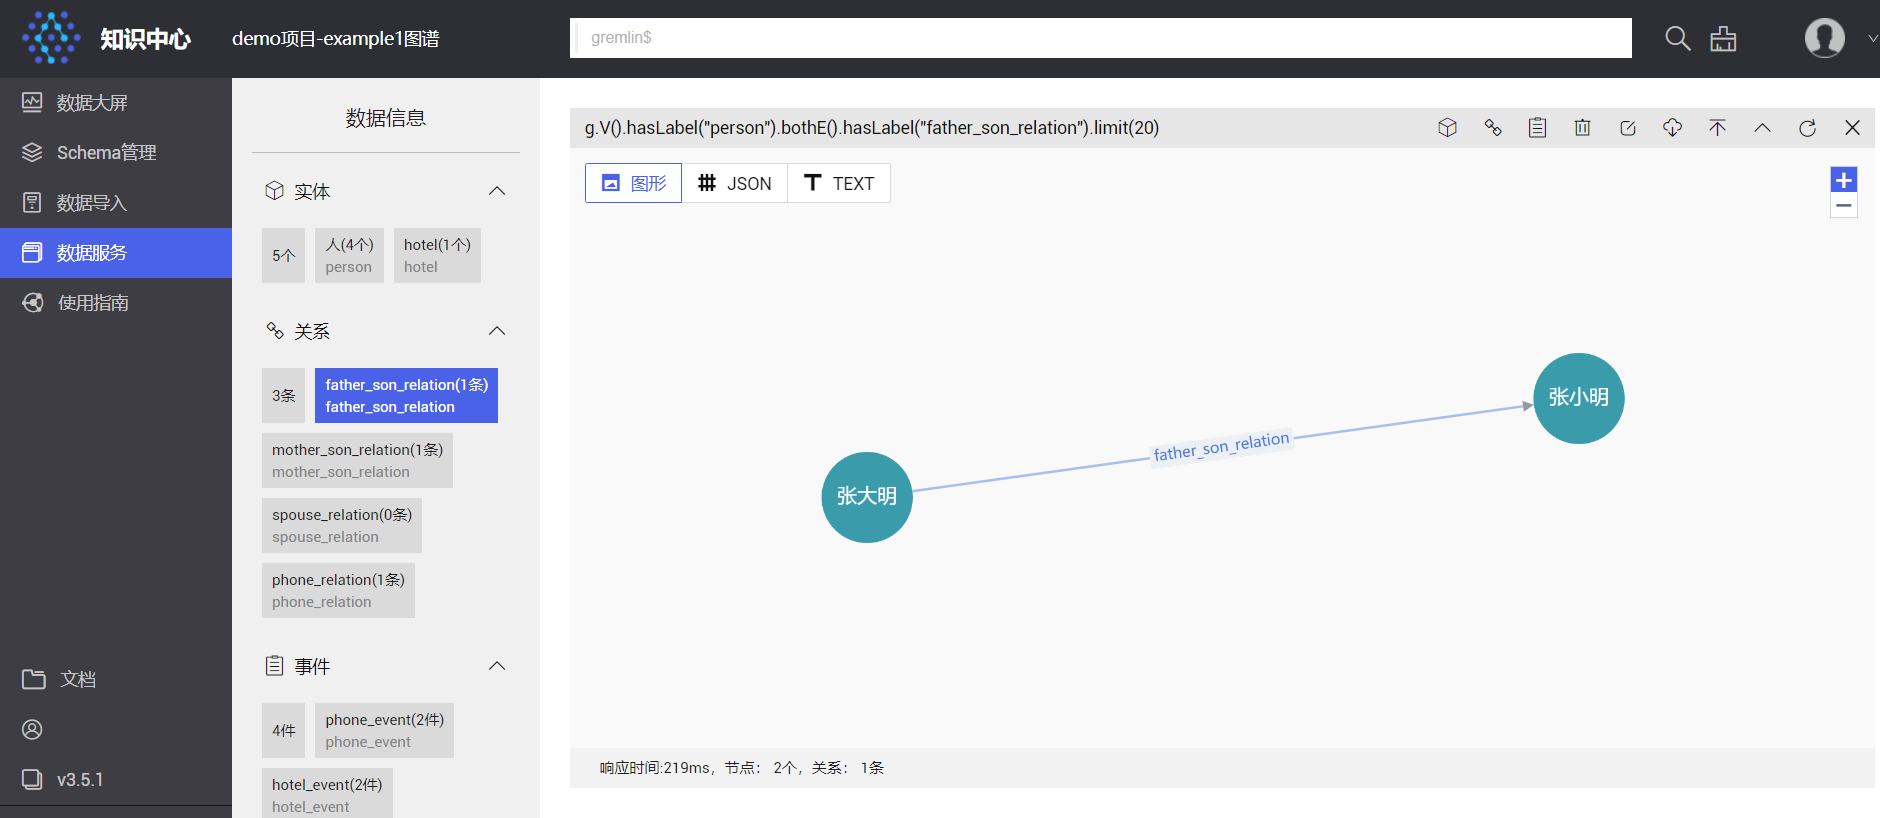 知识中心
demo项目-example1图谱
gremlin$
数据大屏
Schema管理
数据导入
数据服务
使用指南
文档
v3.5.1
数据信息
实体
5个
人(4个)
person
hotel(1个)
hotel
关系
3条
father_son_relation(1条)
father_son_relation
mother_son_relation(1条)
mother_son_relation
spouse_relation(0条)
spouse_relation
phone_relation(1条)
phone_relation
事件
4件
phone_event(2件)
phone_event
hotel_event(2件)
hotel_event
g.V().hasLabel("person").bothE().hasLabel("father_son_relation").limit(20)
图形
JSON
TEXT
张小明
father_son_relation
张大明
响应时间:219ms，节点： 2个，关系： 1条